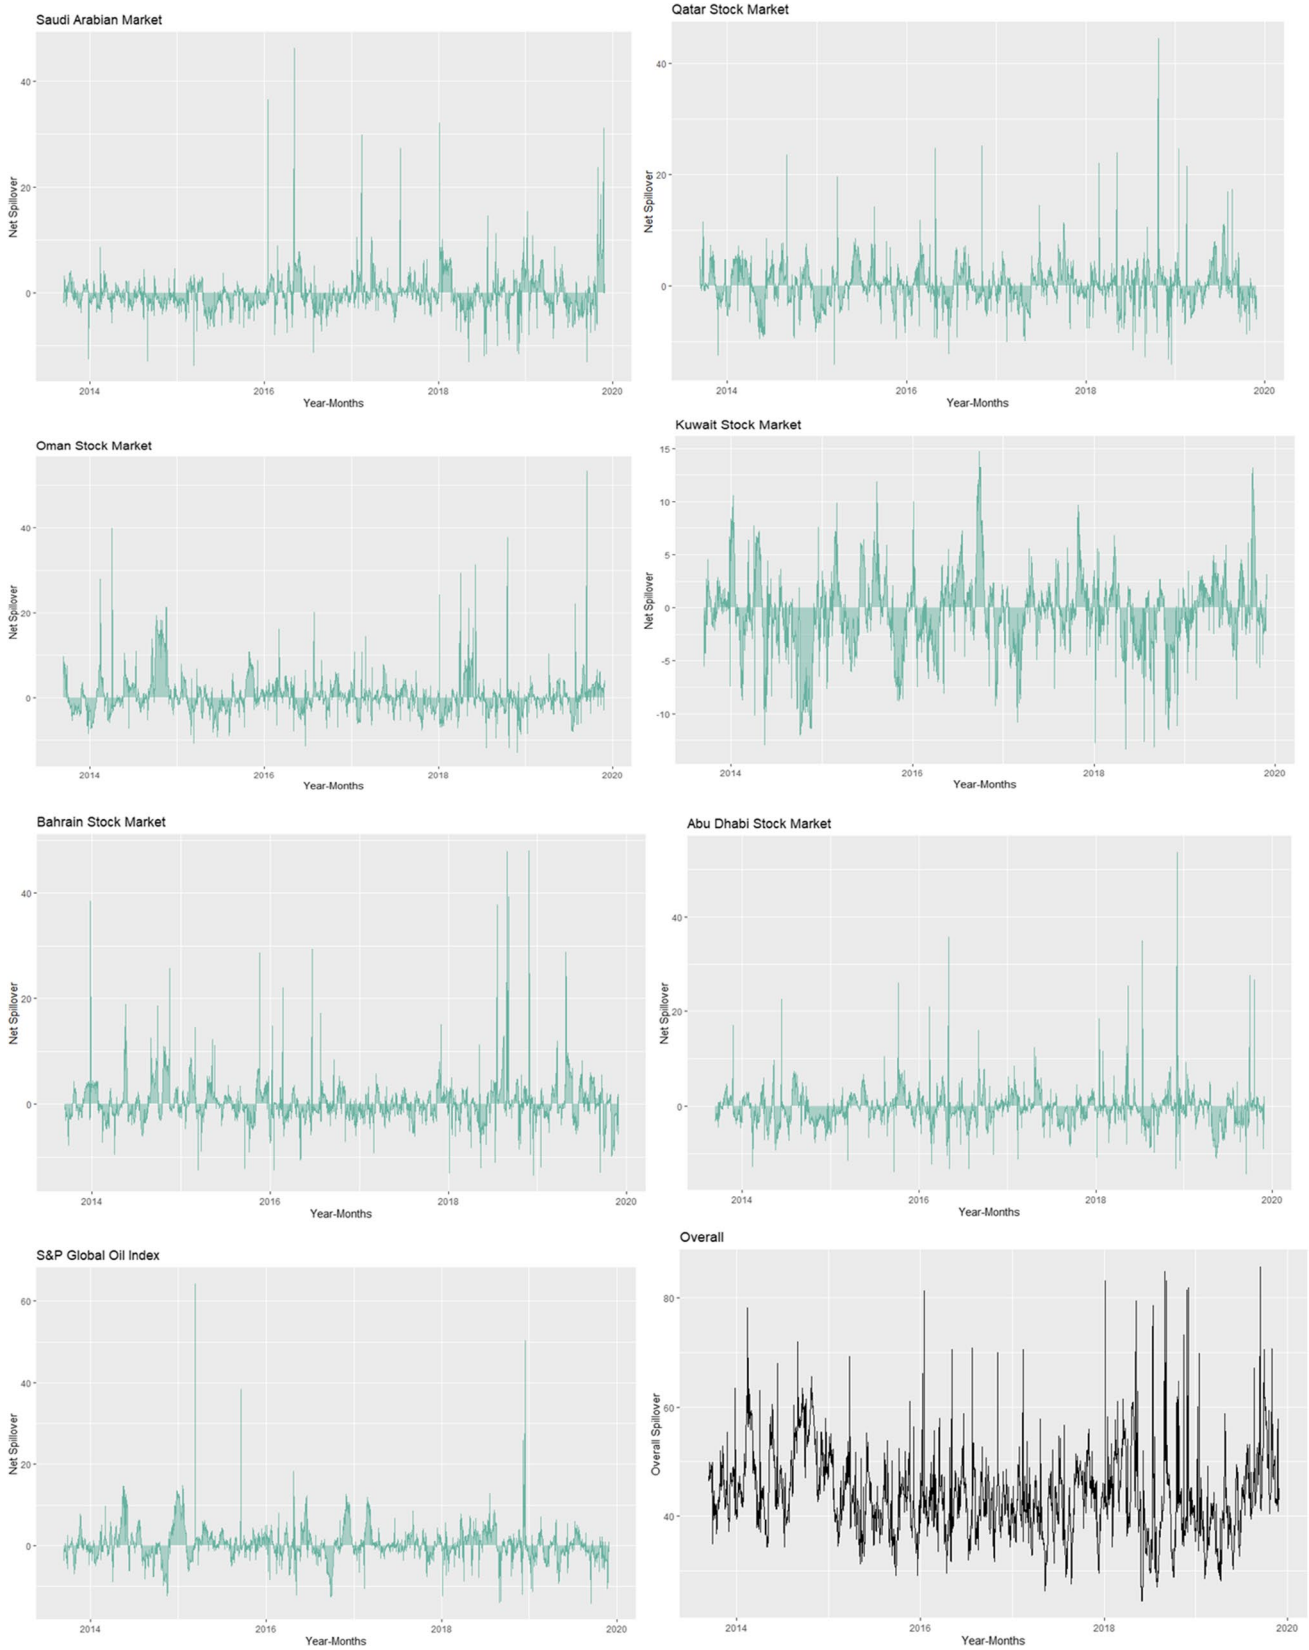 Saudi Arabian Market
Net Spillover
40
20
0
2014 2016 2018 2020
Year-Months
Qatar Stock Market
Net Spillover
40
20
0
2014 2016 2018 2020
Year-Months
Oman Stock Market
Net Spillover
40
20
0
2014 2016 2018 2020
Year-Months
Kuwait Stock Market
Net Spillover
15
10
5
0
-5
-10
2014 2016 2018 2020
Year-Months
Bahrain Stock Market
Net Spillover
40
20
0
2014 2016 2018 2020
Year-Months
Abu Dhabi Stock Market
Net Spillover
40
20
0
2014 2016 2018 2020
Year-Months
S&P Global Oil Index
Net Spillover
60
40
20
0
2014 2016 2018 2020
Year-Months
Overall
Overall Spillover
80
60
40
2014 2016 2018 2020
Year-Months